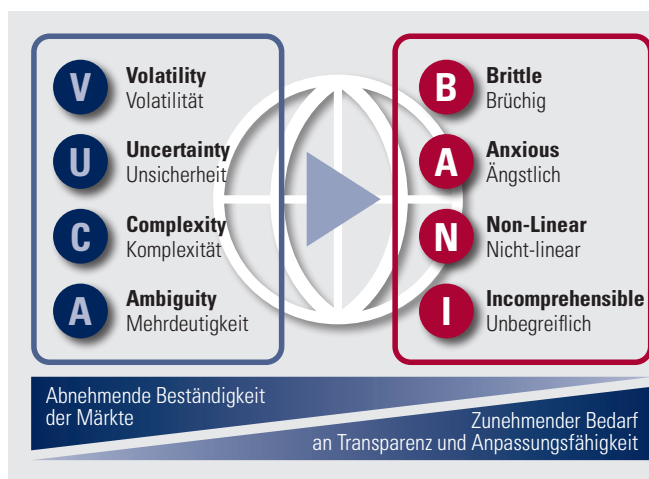 V
Volatility
Volatilität
U
Uncertainty
Unsicherheit
C
Complexity
Komplexität
A
Ambiguity
Mehrdeutigkeit
B
Brittle
Brüchig
A
Anxious
Ängstlich
N
Non-Linear
Nicht-linear
I
Incomprehensible
Unbegreiflich
Abnehmende Beständigkeit
der Märkte
Zunehmender Bedarf
an Transparenz und Anpassungsfähigkeit